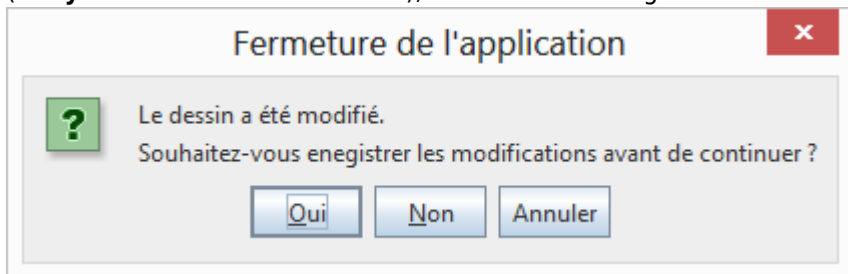 Fermeture de l'application
x
?
Le dessin a été modifié.
Souhaitez-vous enegistrer les modifications avant de continuer ?
Oui Non Annuler